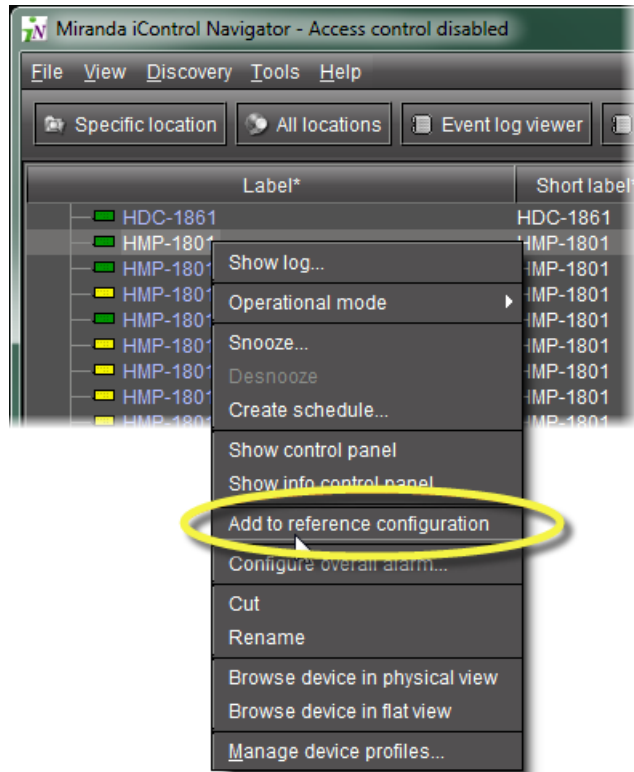 Miranda iControl Navigator - Access control disabled
File View Discovery Tools Help
Specific location All locations Event log viewer
Label* Short label*
HDC-1861 HDC-1861
HMP-1801 HMP-1801
HMP-1801 HMP-1801
HMP-1801 HMP-1801
HMP-1801 HMP-1801
HMP-1801 HMP-1801
HMP-1801 HMP-1801
HMP-1801 HMP-1801
HMP-1801 HMP-1801
Show log...
Operational mode
Snooze...
Desnooze
Create schedule...
Show control panel
Show info control panel
Add to reference configuration
Configure overall alarm...
Cut
Rename
Browse device in physical view
Browse device in flat view
Manage device profiles...